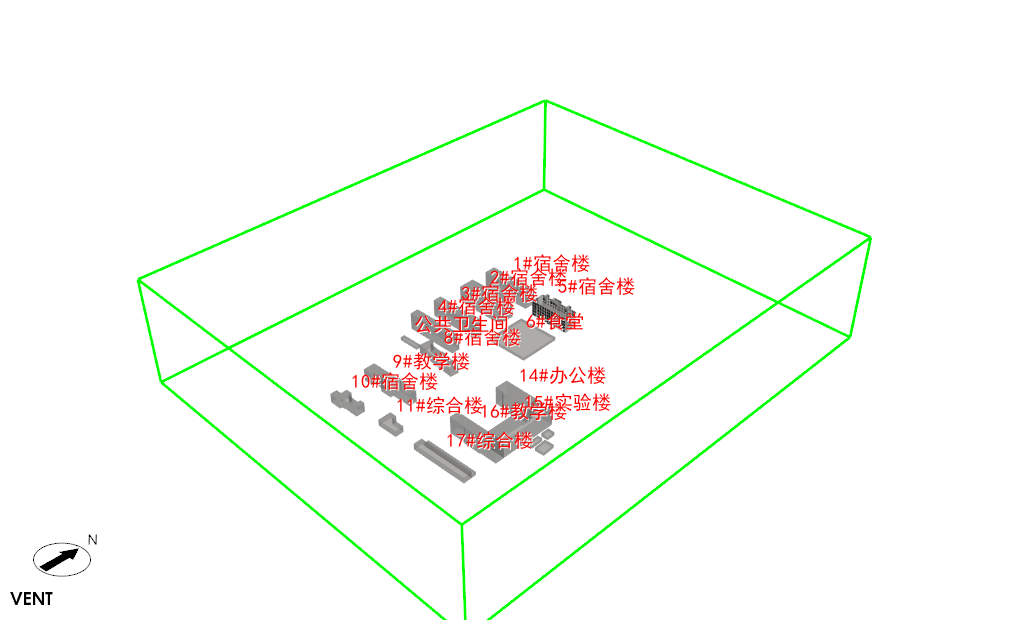 1#宿舍楼
2#宿舍楼
5#宿舍楼
3#宿舍楼
4#宿舍楼
公共卫生间
6#食堂
8#宿舍楼
9#教学楼
14#办公楼
10#宿舍楼
15#实验楼
11#综合楼
16#教学楼
17#综合楼
N
VENT